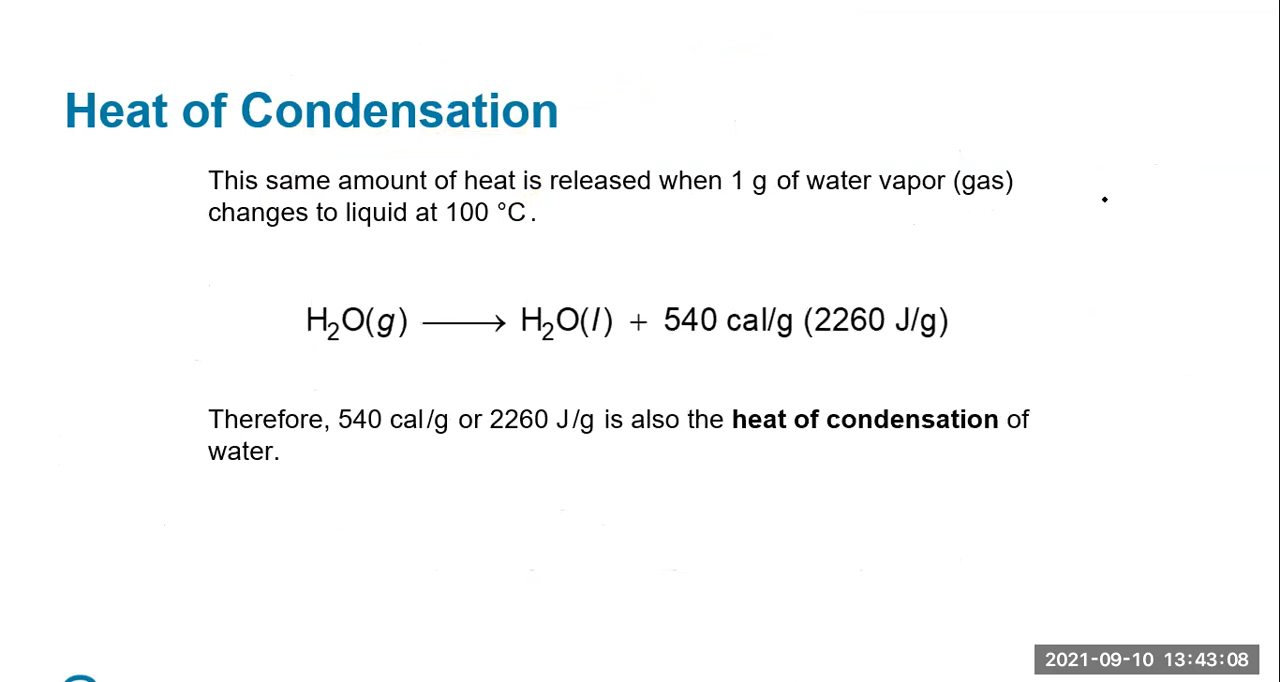 Heat of Condensation
This same amount of heat is released when 1 g of water vapor (gas)
changes to liquid at 100 °C.
H₂O(g) ⟶ H₂O(l) + 540 cal/g (2260 J/g)
Therefore, 540 cal/g or 2260 J/g is also the heat of condensation of
water.
2021-09-10 13:43:08